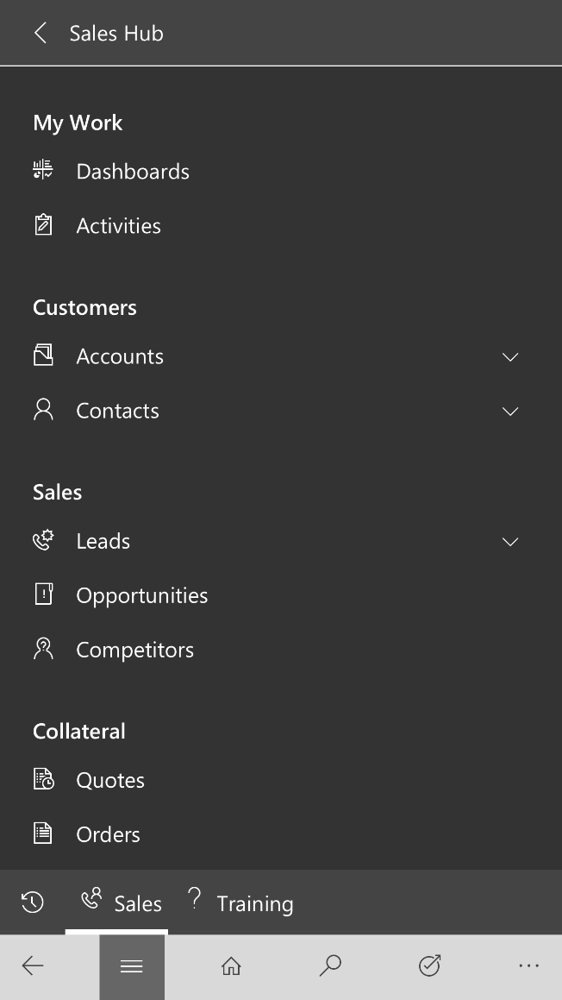 Sales Hub
My Work
Dashboards
Activities
Customers
Accounts
Contacts
Sales
Leads
Opportunities
Competitors
Collateral
Quotes
Orders
Sales Training